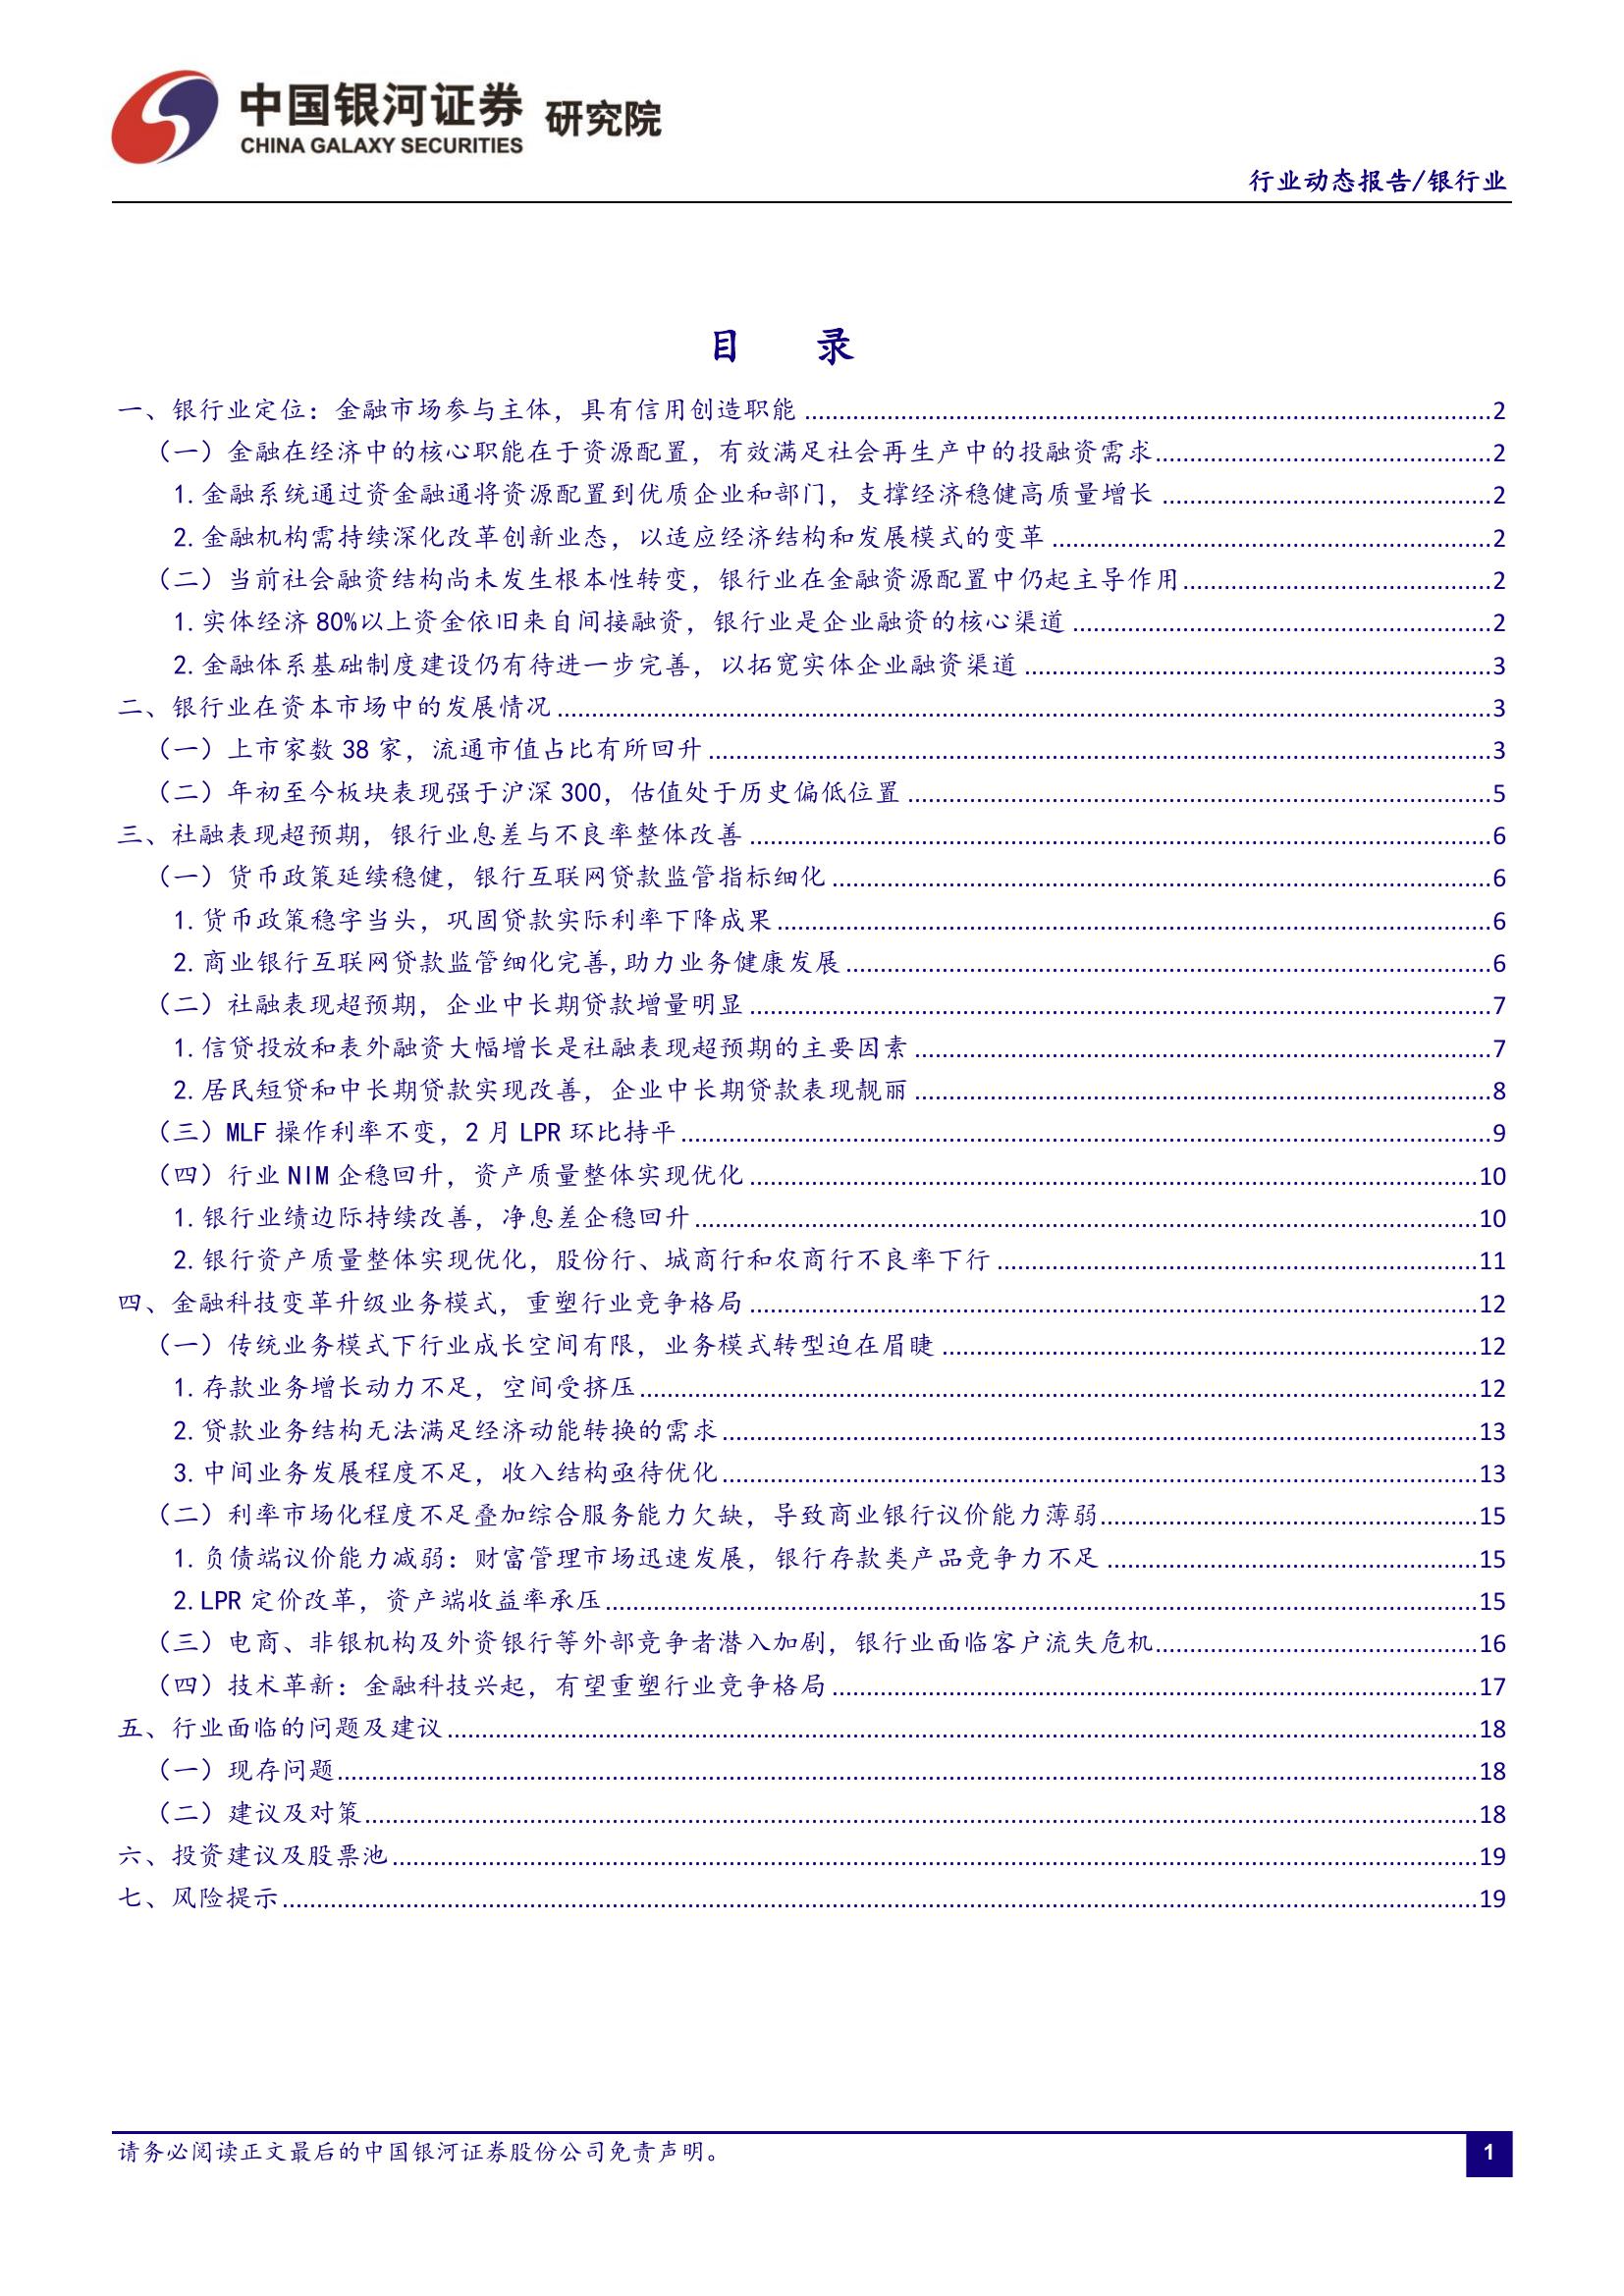 中国银河证券 研究院
CHINA GALAXY SECURITIES
行业动态报告/银行业
目 录
一、银行业定位：金融市场参与主体，具有信用创造职能 2
（一）金融在经济中的核心职能在于资源配置，有效满足社会再生产中的投融资需求 2
1.金融系统通过资金融通将资源配置到优质企业和部门，支撑经济稳健高质量增长 2
2.金融机构需持续深化改革创新业态，以适应经济结构和发展模式的变革 2
（二）当前社会融资结构尚未发生根本性转变，银行业在金融资源配置中仍起主导作用 2
1.实体经济80%以上资金依旧来自间接融资，银行业是企业融资的核心渠道 2
2.金融体系基础制度建设仍有待进一步完善，以拓宽实体企业融资渠道 3
二、银行业在资本市场中的发展情况 3
（一）上市家数 38 家，流通市值占比有所回升 3
（二）年初至今板块表现强于沪深 300，估值处于历史偏低位置 5
三、社融表现超预期，银行业息差与不良率整体改善 6
（一）货币政策延续稳健，银行互联网贷款监管指标细化 6
1.货币政策稳字当头，巩固贷款实际利率下降成果 6
2.商业银行互联网贷款监管细化完善,助力业务健康发展 6
（二）社融表现超预期，企业中长期贷款增量明显 7
1.信贷投放和表外融资大幅增长是社融表现超预期的主要因素 7
2.居民短贷和中长期贷款实现改善，企业中长期贷款表现靓丽 8
（三）MLF 操作利率不变，2 月 LPR 环比持平 9
（四）行业 NIM 企稳回升，资产质量整体实现优化 10
1.银行业绩边际持续改善，净息差企稳回升 10
2.银行资产质量整体实现优化，股份行、城商行和农商行不良率下行 11
四、金融科技变革升级业务模式，重塑行业竞争格局 12
（一）传统业务模式下行业成长空间有限，业务模式转型迫在眉睫 12
1.存款业务增长动力不足，空间受挤压 12
2.贷款业务结构无法满足经济动能转换的需求 13
3.中间业务发展程度不足，收入结构亟待优化 13
（二）利率市场化程度不足叠加综合服务能力欠缺，导致商业银行议价能力薄弱 15
1.负债端议价能力减弱：财富管理市场迅速发展，银行存款类产品竞争力不足 15
2.LPR 定价改革，资产端收益率承压 15
（三）电商、非银机构及外资银行等外部竞争者潜入加剧，银行业面临客户流失危机 16
（四）技术革新：金融科技兴起，有望重塑行业竞争格局 17
五、行业面临的问题及建议 18
（一）现存问题 18
（二）建议及对策 18
六、投资建议及股票池 19
七、风险提示 19
请务必阅读正文最后的中国银河证券股份公司免责声明。
1